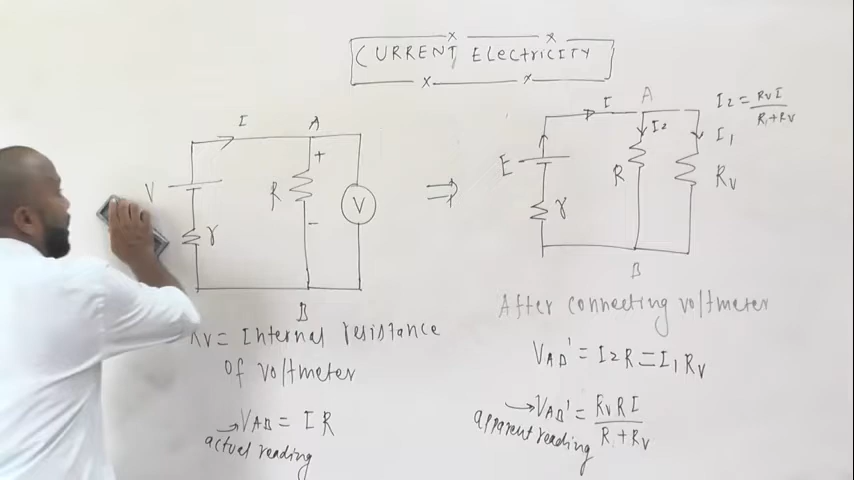 CURRENT ELECTRICITY
I
A
V
r
+
R
-
V
B
⇒
I
A
I2 = RvI / R+Rv
I2
I1
E
r
R
Rv
B
Rv = Internal resistance
of voltmeter
→VAB = IR
actual reading
After connecting voltmeter
VAB' = I2R = I1Rv
→VAB' = RvRI / R+Rv
apparent reading